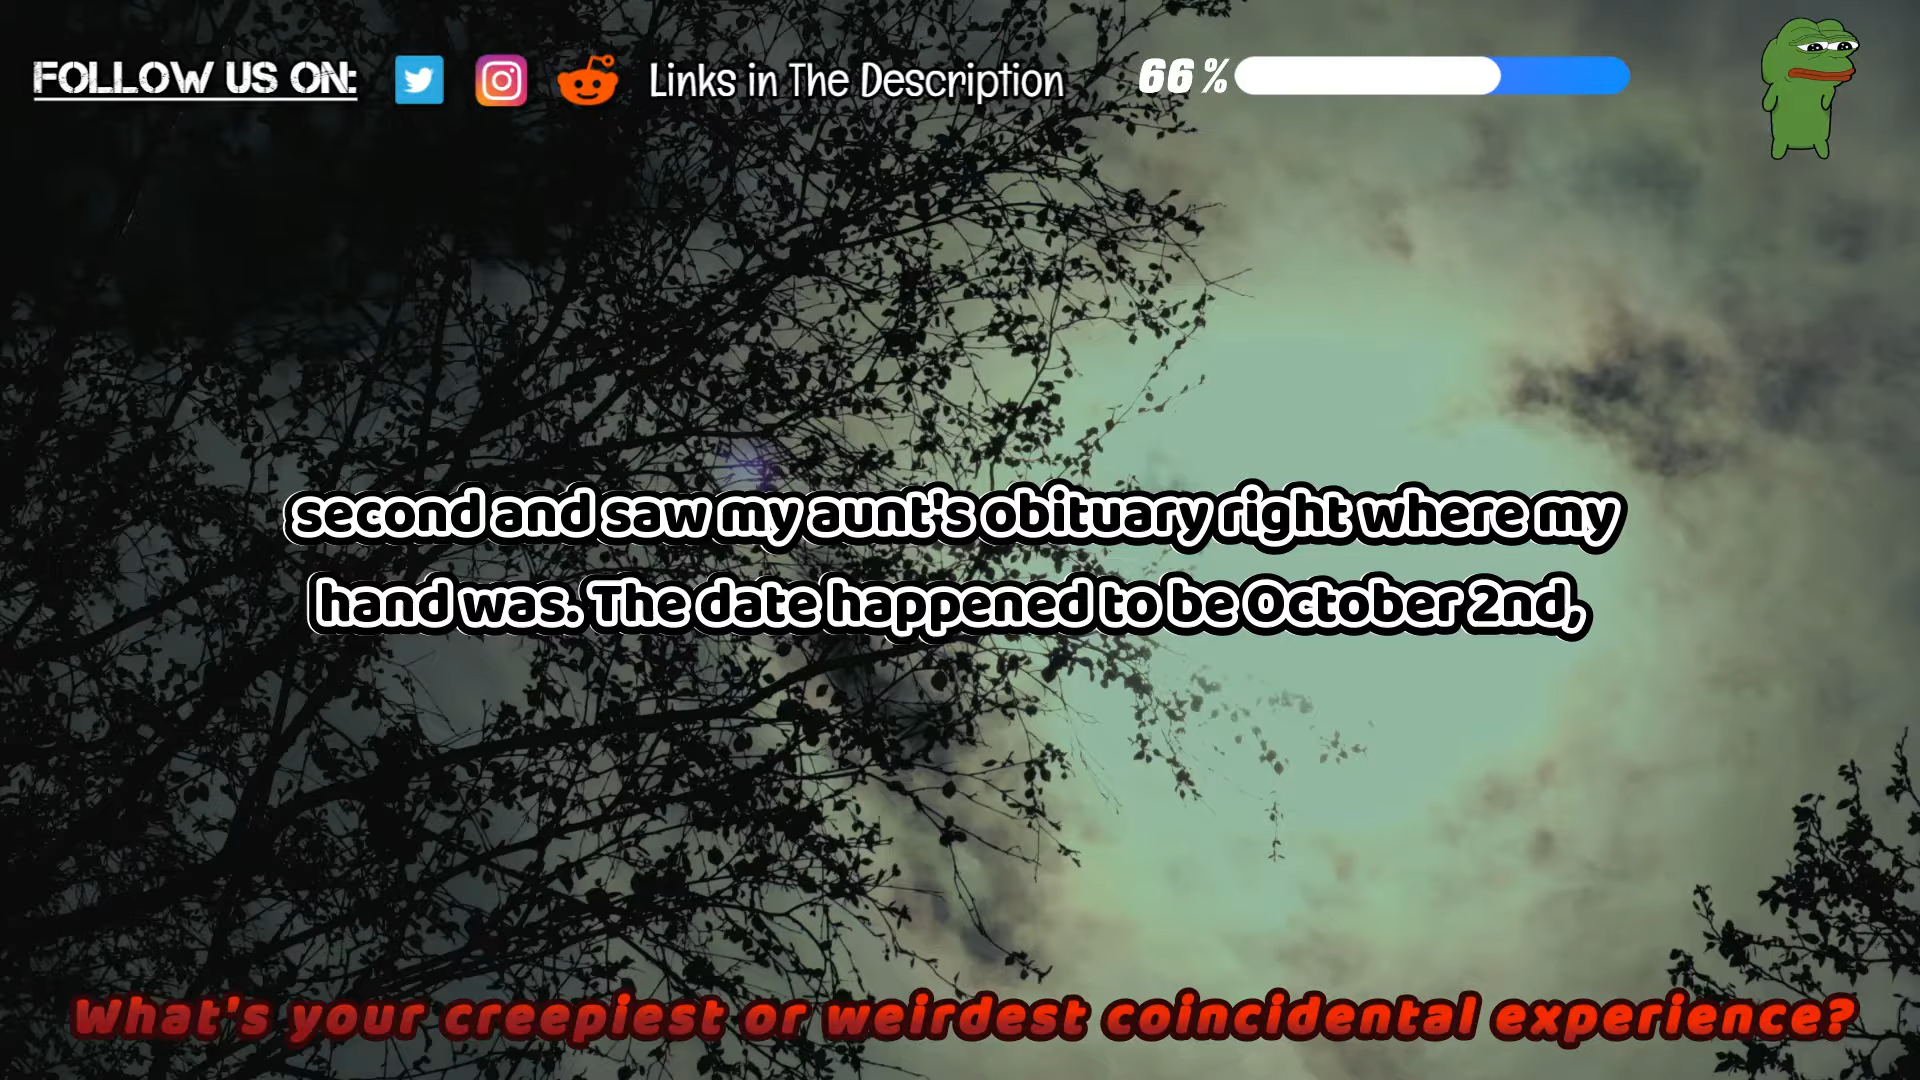 FOLLOW US ON: Links in The Description 66 %
second and saw my aunt's obituary right where my
hand was. The date happened to be October 2nd,
What's your creepiest or weirdest coincidental experience?